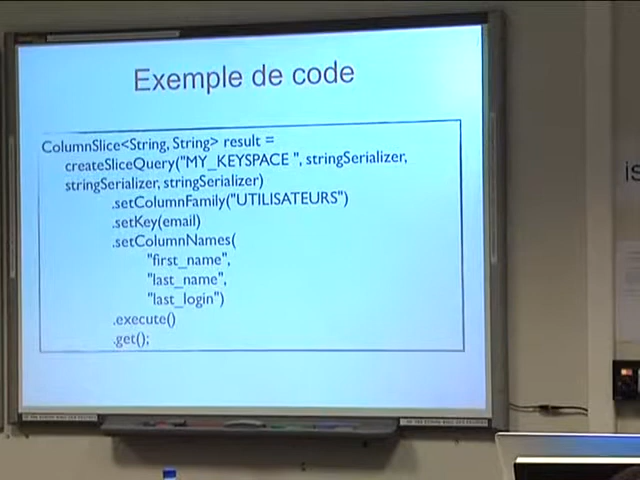 Exemple de code
ColumnSlice<String, String> result =
createSliceQuery("MY_KEYSPACE ", stringSerializer,
stringSerializer, stringSerializer)
.setColumnFamily("UTILISATEURS")
.setKey(email)
.setColumnNames(
"first_name",
"last_name",
"last_login")
.execute()
.get();
is